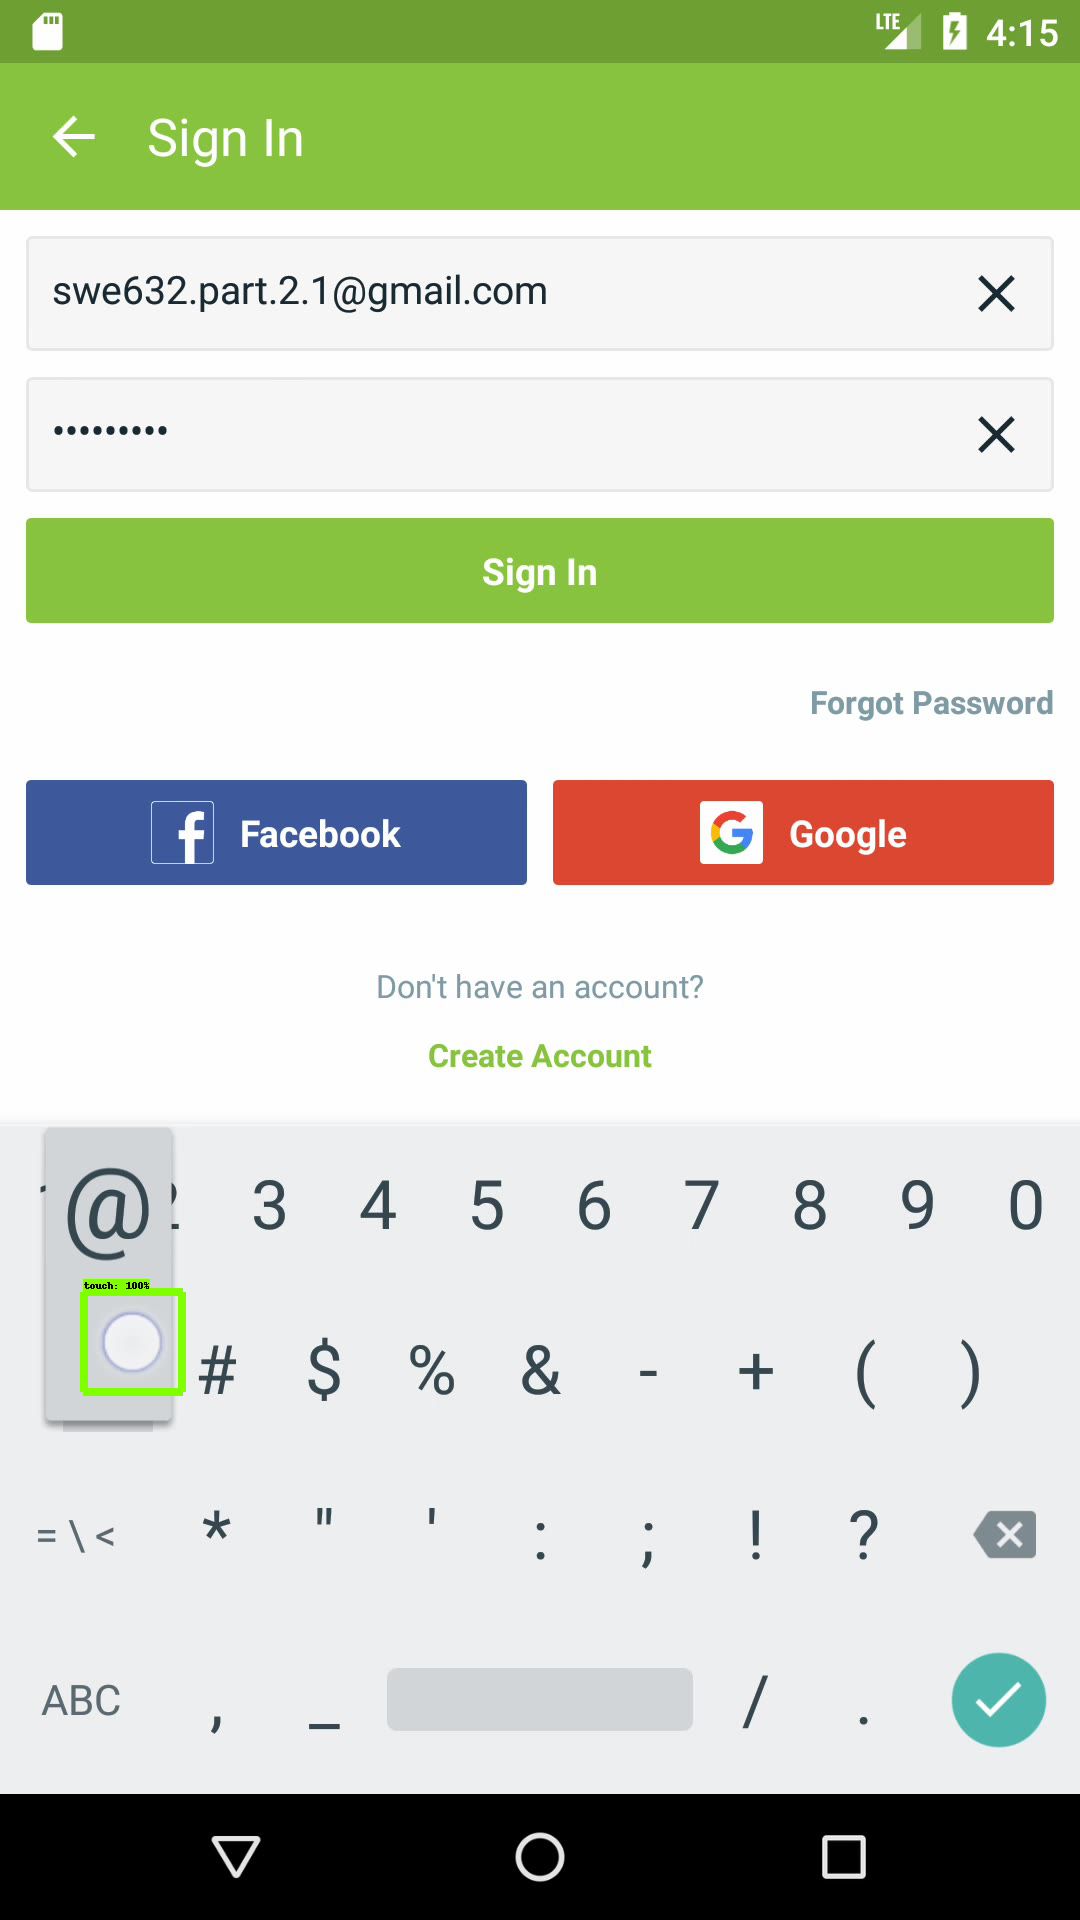 LTE 4:15
Sign In
swe632.part.2.1@gmail.com
•••••••••
Sign In
Forgot Password
Facebook Google
Don't have an account?
Create Account
@ 3 4 5 6 7 8 9 0
touch: 100%
# $ % & - + ( )
= \ < * " ' : ; ! ?
ABC , _ / .